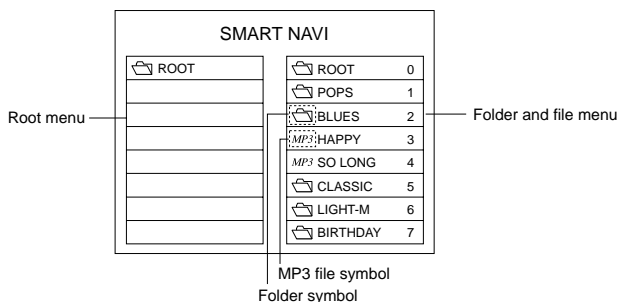 SMART NAVI
ROOT
ROOT 0
POPS 1
BLUES 2
MP3 HAPPY 3
MP3 SO LONG 4
CLASSIC 5
LIGHT-M 6
BIRTHDAY 7
Root menu
Folder and file menu
MP3 file symbol
Folder symbol